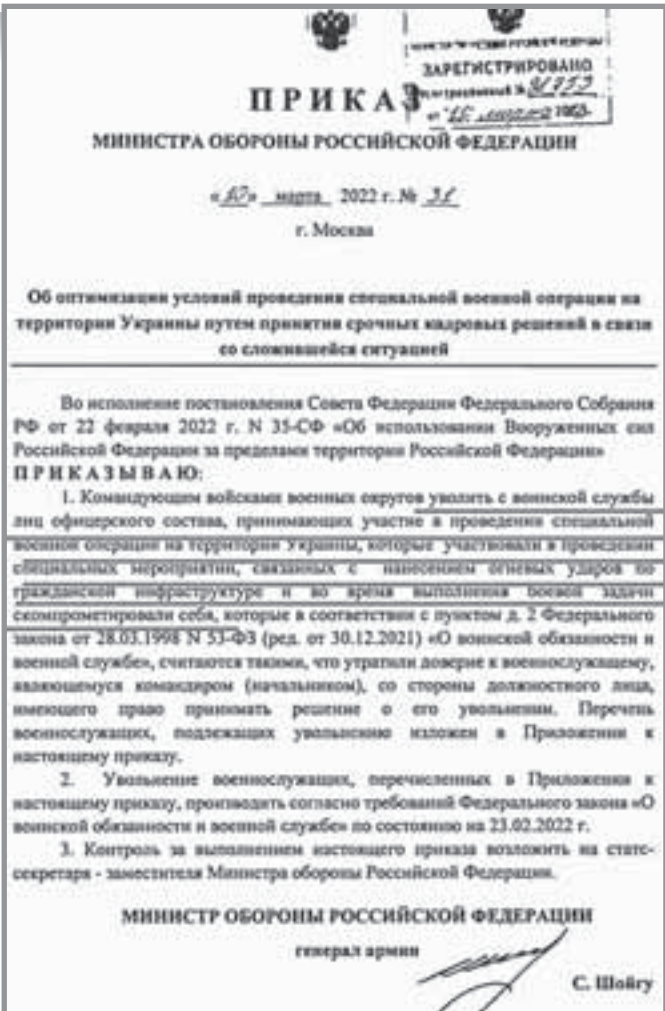 ЗАРЕГИСТРИРОВАНО
ПРИКАЗ
МИНИСТРА ОБОРОНЫ РОССИЙСКОЙ ФЕДЕРАЦИИ
марта 2022 г. №
г. Москва
Об оптимизации условий проведения специальной военной операции на
территории Украины путем принятия срочных кадровых решений в связи
со сложившейся ситуацией
Во исполнение постановления Совета Федерации Федерального Собрания
РФ от 22 февраля 2022 г. N 35-СФ «Об использовании Вооруженных сил
Российской Федерации за пределами территории Российской Федерации»
ПРИКАЗЫВАЮ:
1. Командующим войсками военных округов уволить с воинской службы
лиц офицерского состава, принимающих участие в проведении специальной
военной операции на территории Украины, которые участвовали в проведении
специальных мероприятий, связанных с нанесением огневых ударов по
гражданской инфраструктуре и во время выполнения боевой задачи
скомпрометировали себя, которые в соответствии с пунктом д. 2 Федерального
закона от 28.03.1998 N 53-ФЗ (ред. от 30.12.2021) «О воинской обязанности и
военной службе», считаются такими, что утратили доверие к военнослужащему,
являющемуся командиром (начальником), со стороны должностного лица,
имеющего право принимать решение о его увольнении. Перечень
военнослужащих, подлежащих увольнению изложен в Приложении к
настоящему приказу.
2. Увольнение военнослужащих, перечисленных в Приложении к
настоящему приказу, производить согласно требований Федерального закона «О
воинской обязанности и военной службе» по состоянию на 23.02.2022 г.
3. Контроль за выполнением настоящего приказа возложить на статс-
секретаря - заместителя Министра обороны Российской Федерации.
МИНИСТР ОБОРОНЫ РОССИЙСКОЙ ФЕДЕРАЦИИ
генерал армии
С. Шойгу